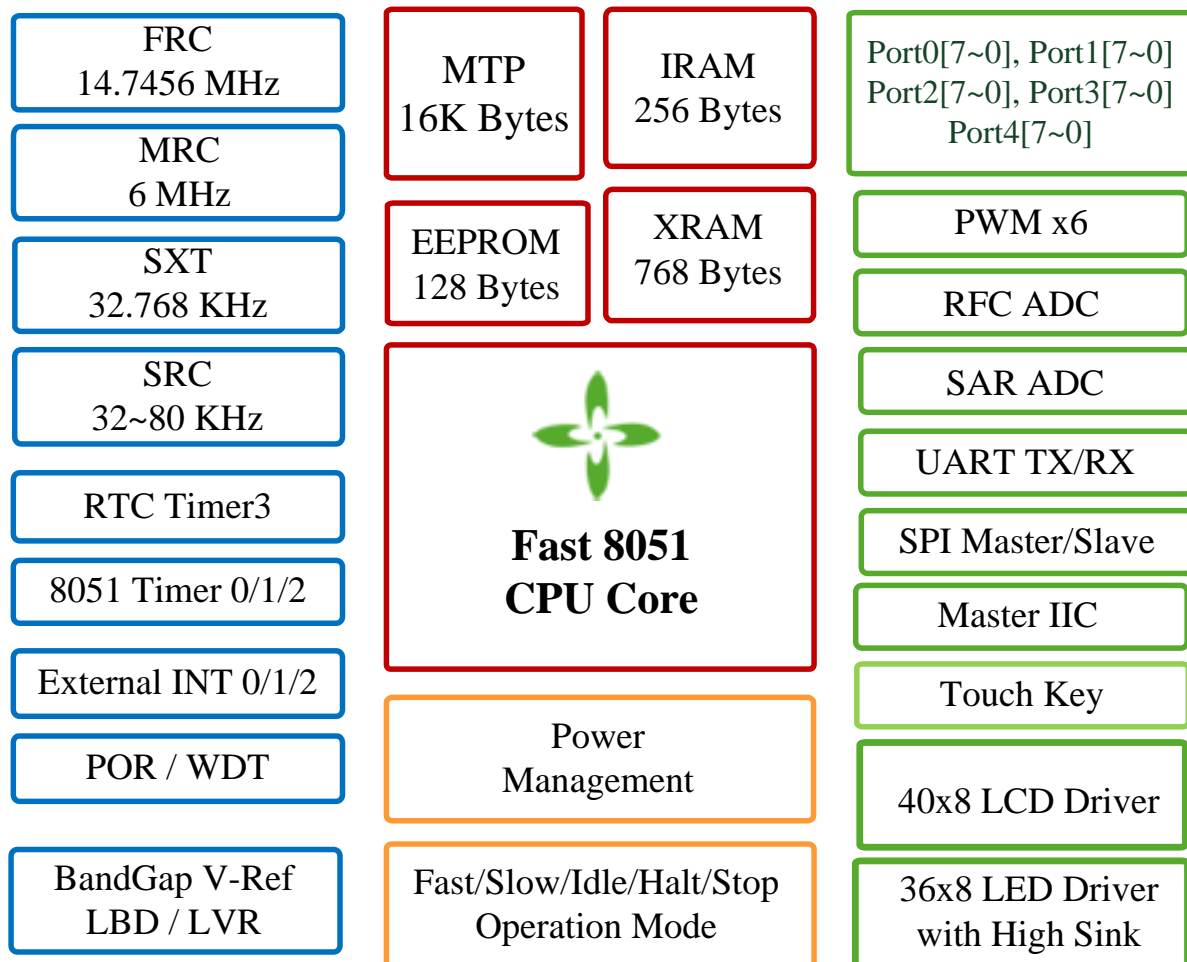 FRC
14.7456 MHz
MRC
6 MHz
SXT
32.768 KHz
SRC
32~80 KHz
RTC Timer3
8051 Timer 0/1/2
External INT 0/1/2
POR / WDT
BandGap V-Ref
LBD / LVR
MTP
16K Bytes
IRAM
256 Bytes
EEPROM
128 Bytes
XRAM
768 Bytes
Fast 8051
CPU Core
Power
Management
Fast/Slow/Idle/Halt/Stop
Operation Mode
Port0[7~0], Port1[7~0]
Port2[7~0], Port3[7~0]
Port4[7~0]
PWM x6
RFC ADC
SAR ADC
UART TX/RX
SPI Master/Slave
Master IIC
Touch Key
40x8 LCD Driver
36x8 LED Driver
with High Sink